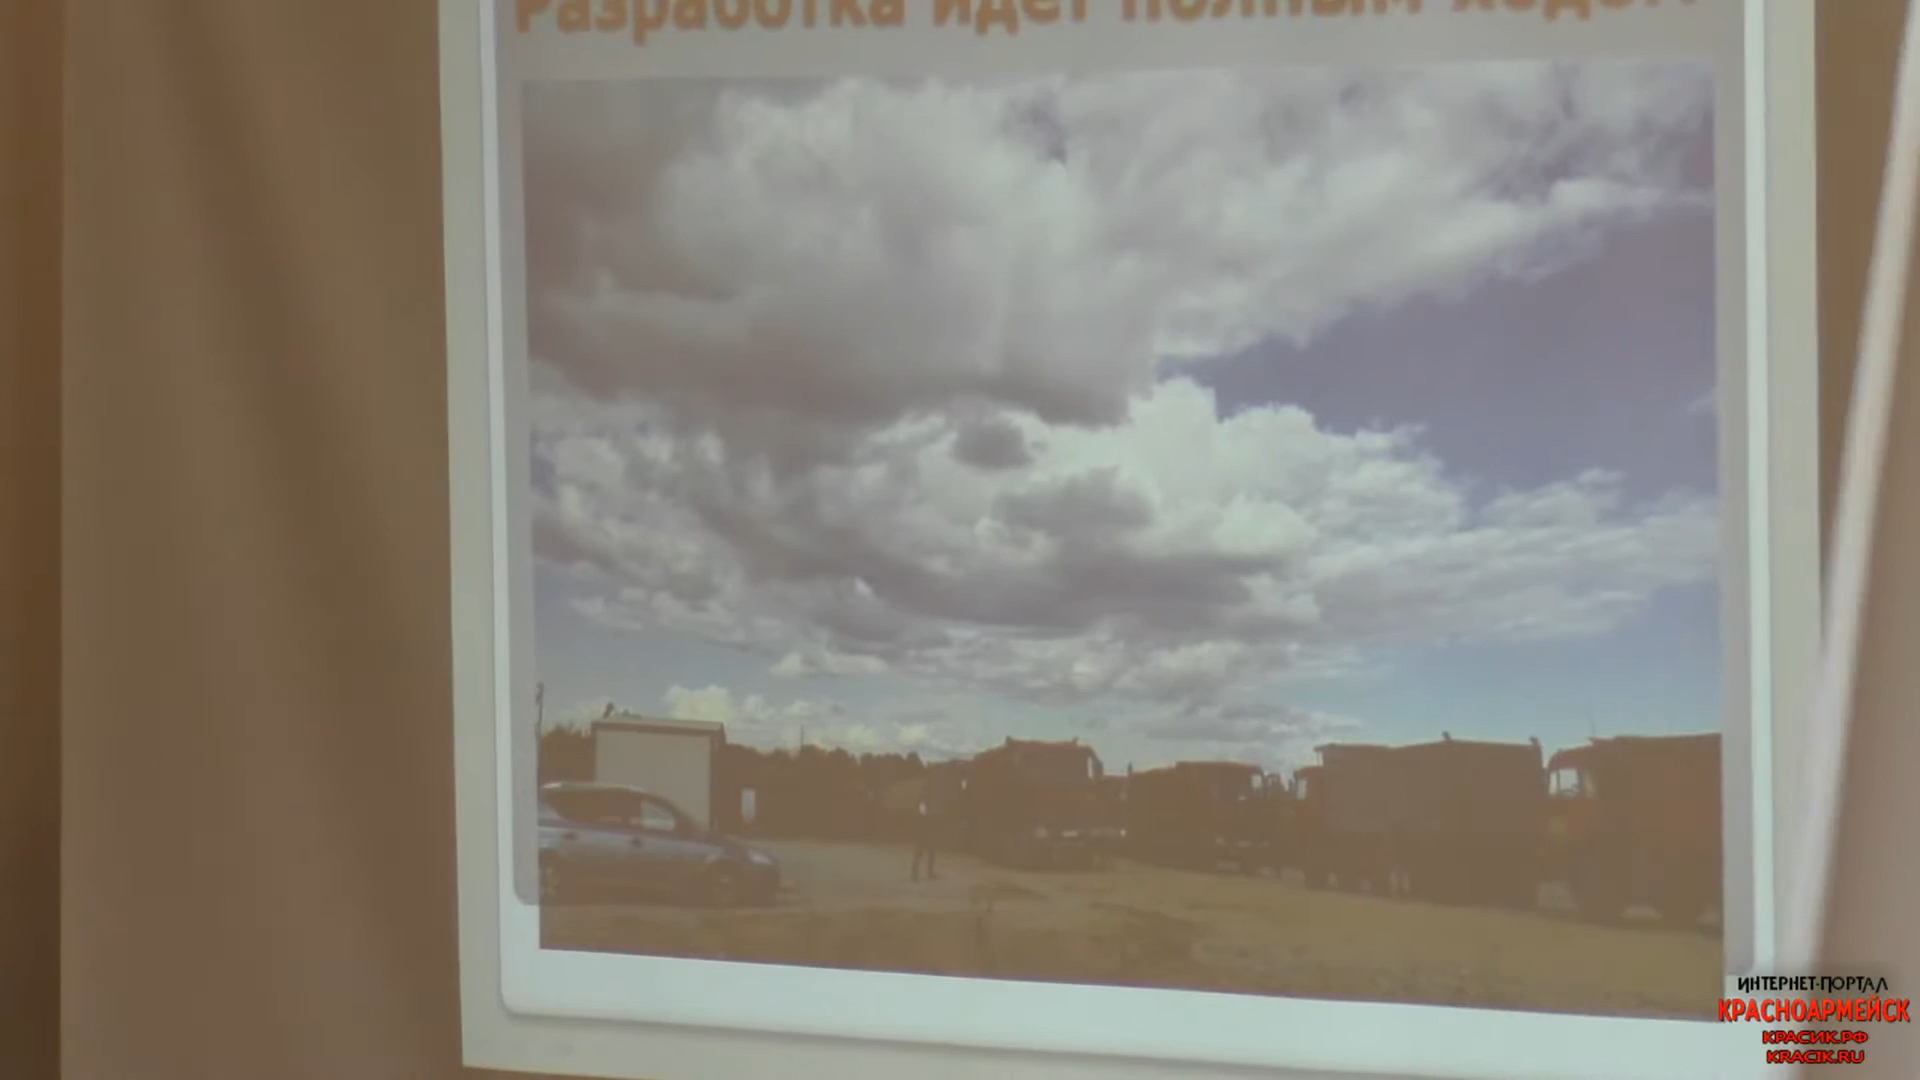 Разработка идет полным ходом
ИНТЕРНЕТ-ПОРТАЛ
КРАСНОАРМЕЙСК
КРАСИК.РФ
KRACIK.RU